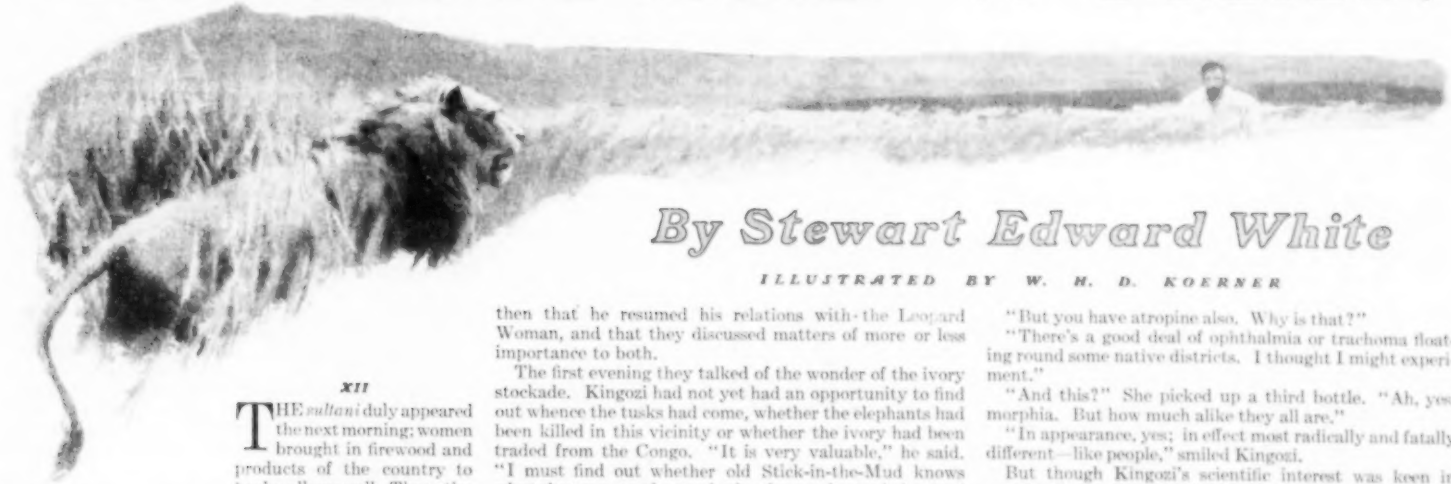 By Stewart Edward White
ILLUSTRATED BY W. H. D. KOERNER
XII
THE sultani duly appeared
the next morning; women
brought in firewood and
products of the country to
then that he resumed his relations with the Leopard
Woman, and that they discussed matters of more or less
importance to both.
The first evening they talked of the wonder of the ivory
stockade. Kingozi had not yet had an opportunity to find
out whence the tusks had come, whether the elephants had
been killed in this vicinity or whether the ivory had been
traded from the Congo. "It is very valuable," he said.
"I must find out whether old Stick-in-the-Mud knows
"But you have atropine also. Why is that?"
"There's a good deal of ophthalmia or trachoma float-
ing round some native districts. I thought I might experi-
ment."
"And this?" She picked up a third bottle. "Ah, yes
morphia. But how much alike they all are."
"In appearance, yes; in effect most radically and fatally
different—like people," smiled Kingozi.
But though Kingozi's scientific interest was keen in